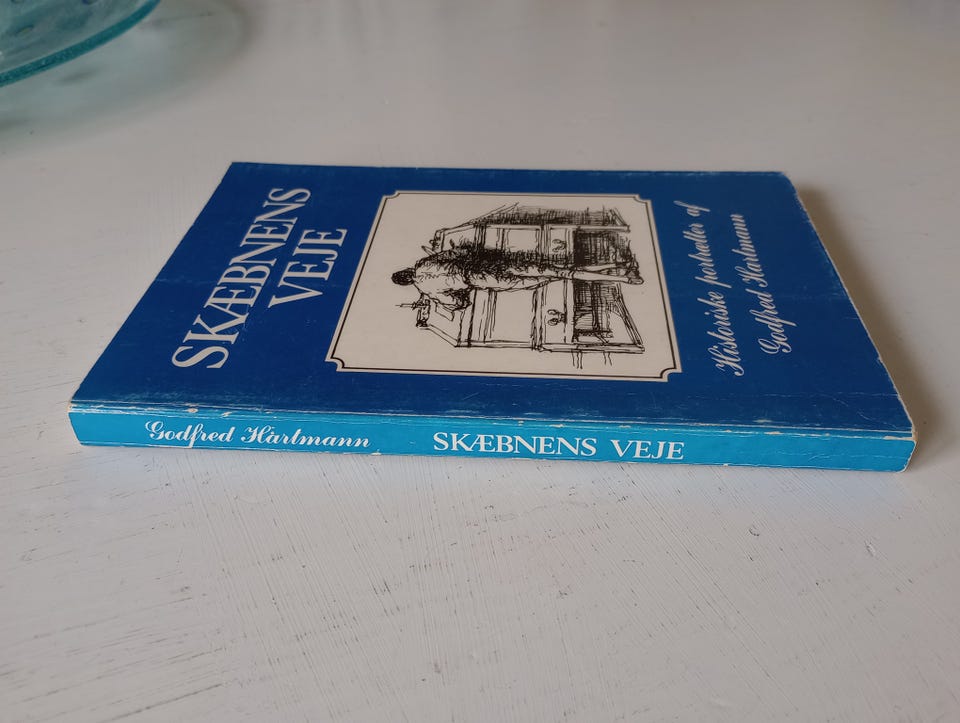 SKÆBNENS
VEJE
Historiske portrætter af
Godfred Hartmann
Godfred Hartmann SKÆBNENS VEJE